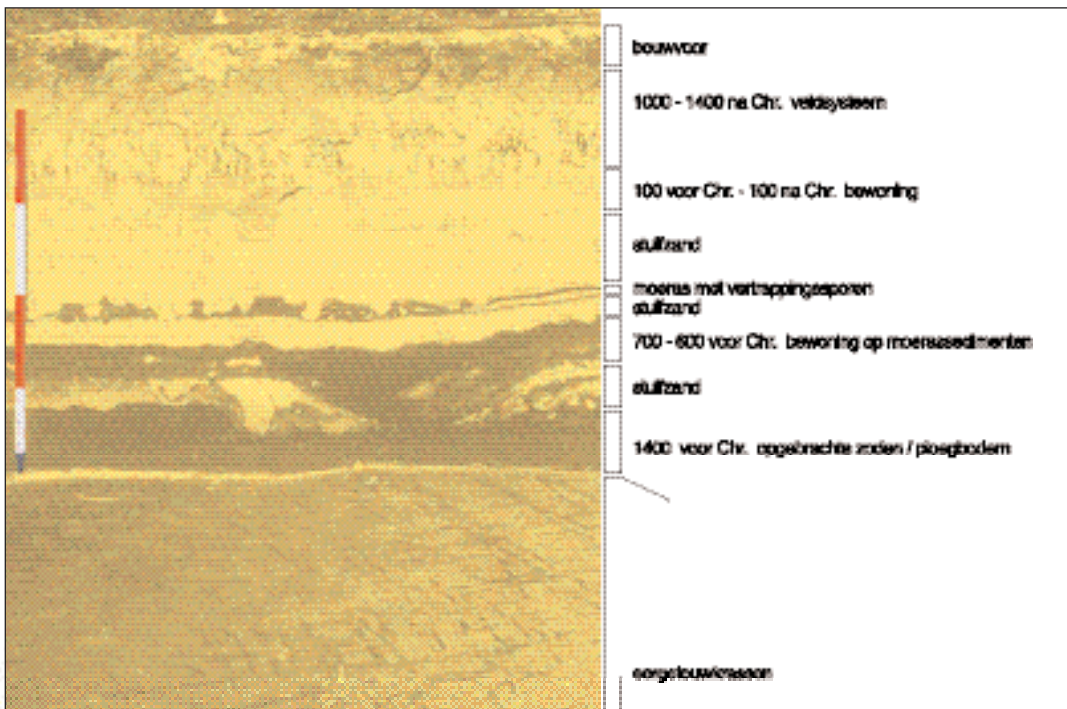 bouwvoor
1000 - 1400 na Chr. veldsysteem
100 voor Chr. - 100 na Chr. bewoning
stuifzand
moeras met vertrappingssporen
stuifzand
700 - 600 voor Chr. bewoning op moerassedimenten
stuifzand
1400 voor Chr. opgebrachte zoden / ploegbodem
eergetouwkrassen